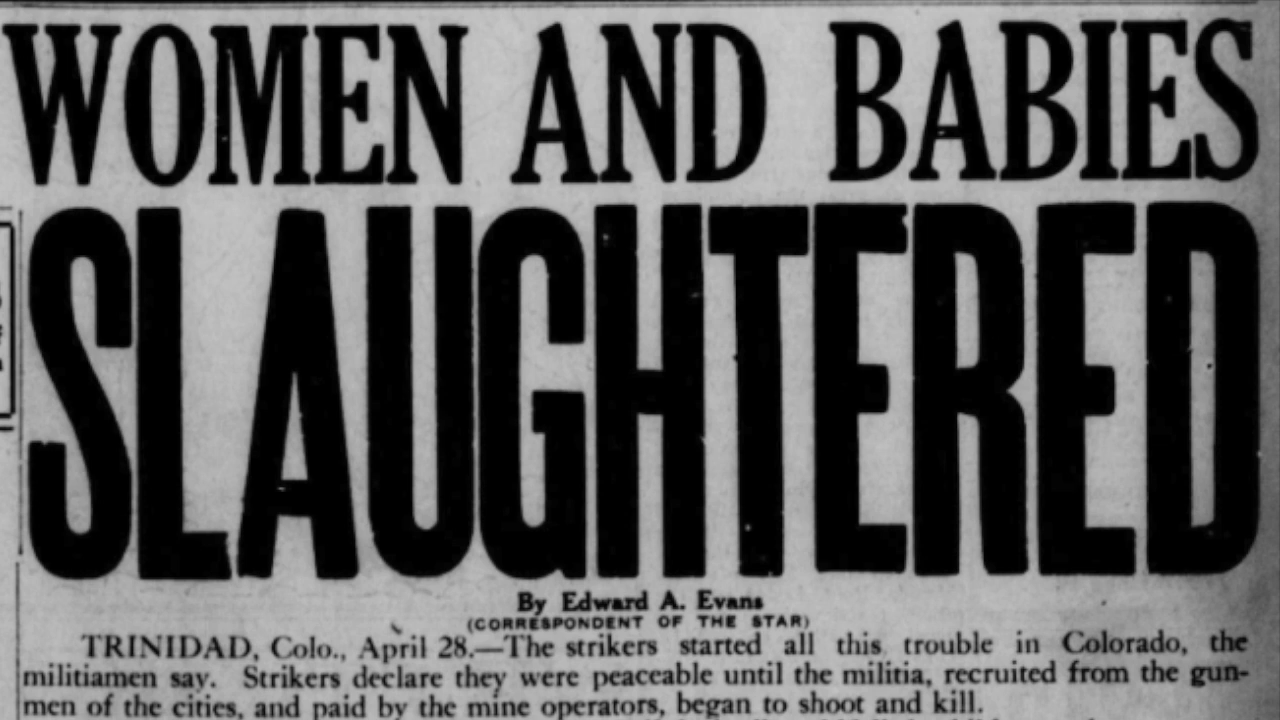 WOMEN AND BABIES
SLAUGHTERED
By Edward A. Evans
(CORRESPONDENT OF THE STAR)
TRINIDAD, Colo., April 28.—The strikers started all this trouble in Colorado, the
militiamen say. Strikers declare they were peaceable until the militia, recruited from the gun-
men of the cities, and paid by the mine operators, began to shoot and kill.